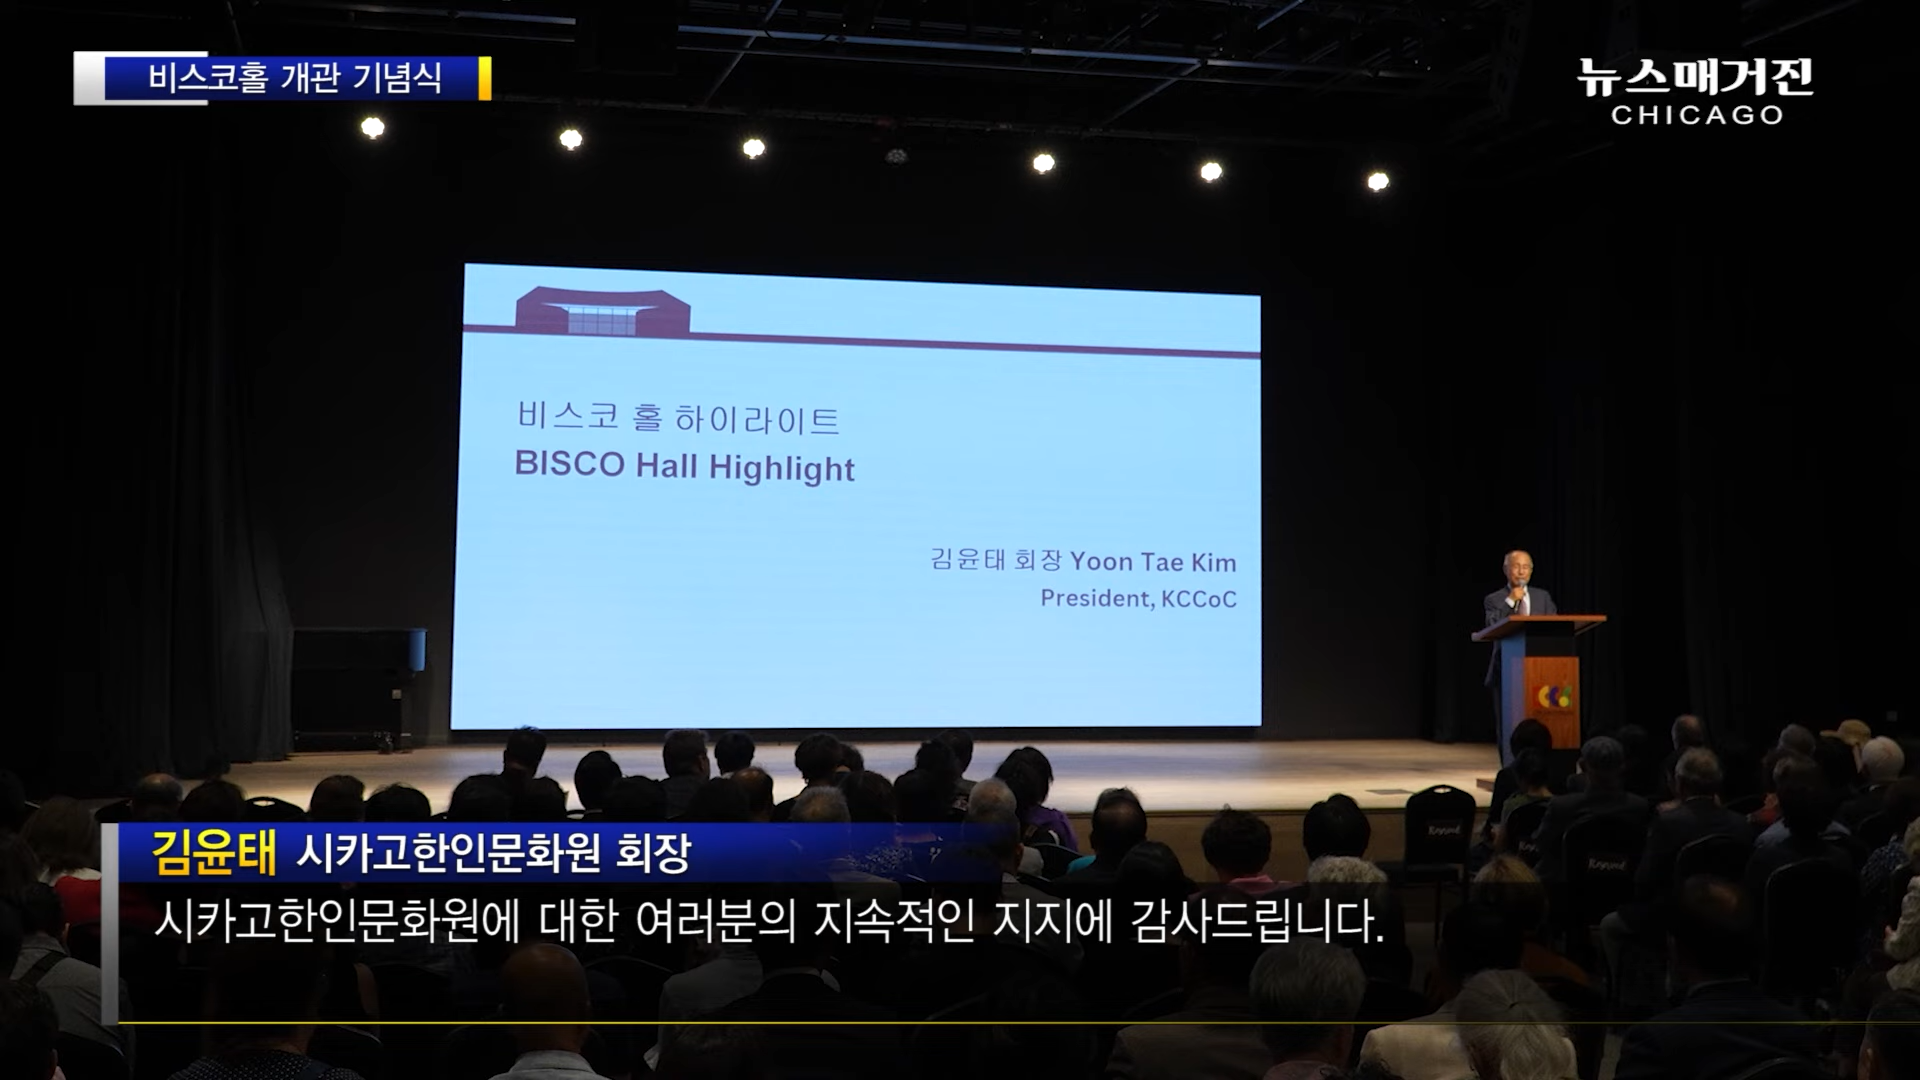 비스코홀 개관 기념식
뉴스매거진
CHICAGO
비스코 홀 하이라이트
BISCO Hall Highlight
김윤태 회장 Yoon Tae Kim
President, KCCoC
김윤태 시카고한인문화원 회장
시카고한인문화원에 대한 여러분의 지속적인 지지에 감사드립니다.